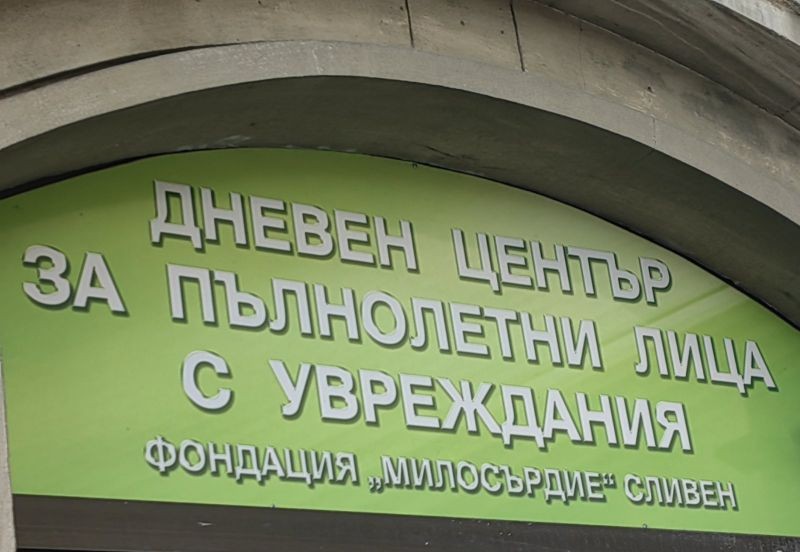 ДНЕВЕН ЦЕНТЪР
ЗА ПЪЛНОЛЕТНИ ЛИЦА
С УВРЕЖДАНИЯ
ФОНДАЦИЯ „МИЛОСЪРДИЕ“ СЛИВЕН